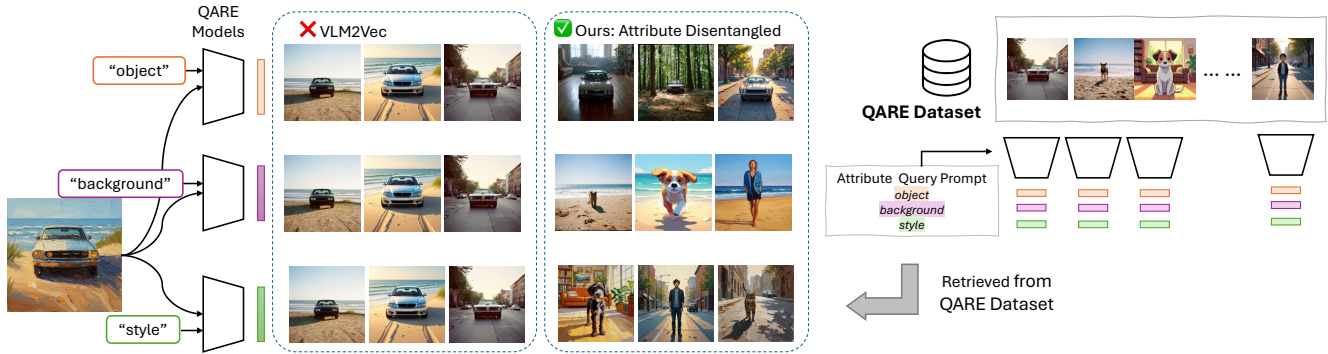 QARE
Models
❌ VLM2Vec
✅ Ours: Attribute Disentangled
“object”
“background”
“style”
QARE Dataset
... ...
Attribute Query Prompt
object
background
style
Retrieved from
QARE Dataset